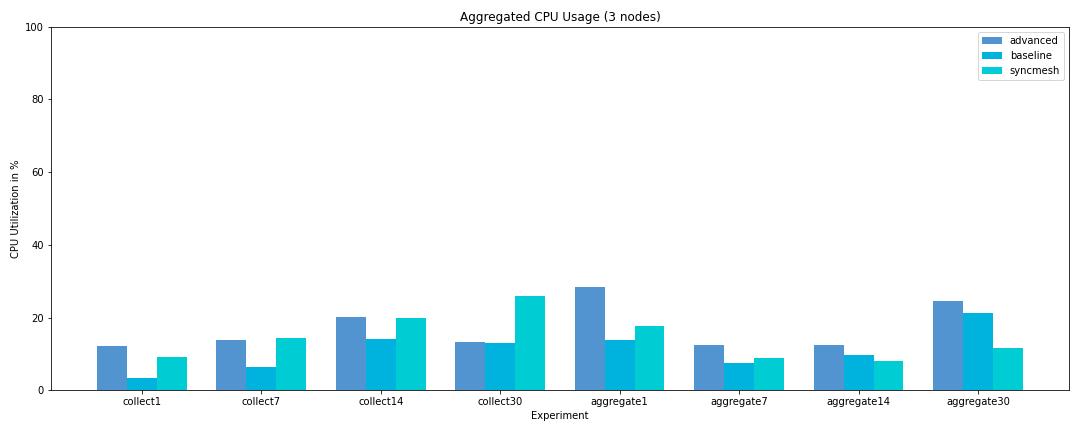 Aggregated CPU Usage (3 nodes)
100
80
60
40
20
0
CPU Utilization in %
advanced
baseline
syncmesh
collect1
collect7
collect14
collect30
aggregate1
aggregate7
aggregate14
aggregate30
Experiment